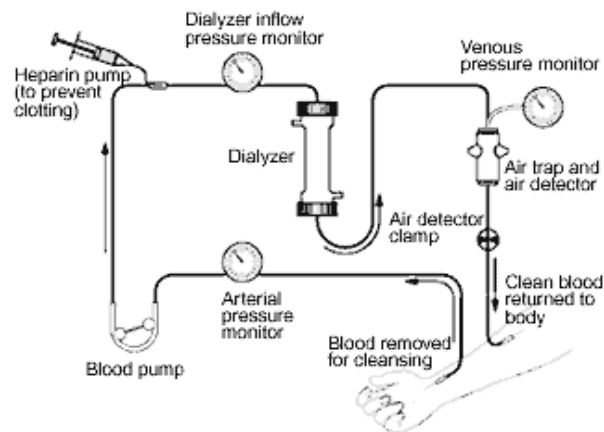 Dialyzer inflow
pressure monitor
Venous
pressure monitor
Heparin pump
(to prevent
clotting)
Dialyzer
Air trap and
air detector
Air detector
clamp
Arterial
pressure
monitor
Clean blood
returned to
body
Blood removed
for cleansing
Blood pump